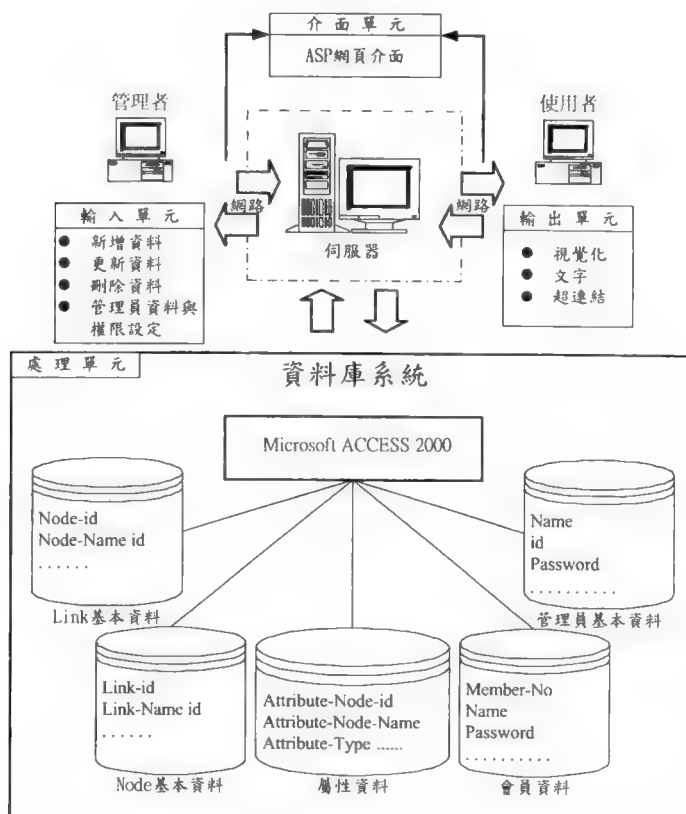 介面單元
ASP網頁介面
管理者
使用者
網路
網路
伺服器
輸入單元
● 新增資料
● 更新資料
● 刪除資料
● 管理員資料與
權限設定
輸出單元
● 視覺化
● 文字
● 超連結
處理單元
資料庫系統
Microsoft ACCESS 2000
Node-id
Node-Name id
......
Link基本資料
Name
id
Password
..........
管理員基本資料
Link-id
Link-Name id
......
Node基本資料
Attribute-Node-id
Attribute-Node-Name
Attribute-Type ......
屬性資料
Member-No
Name
Password
..........
會員資料